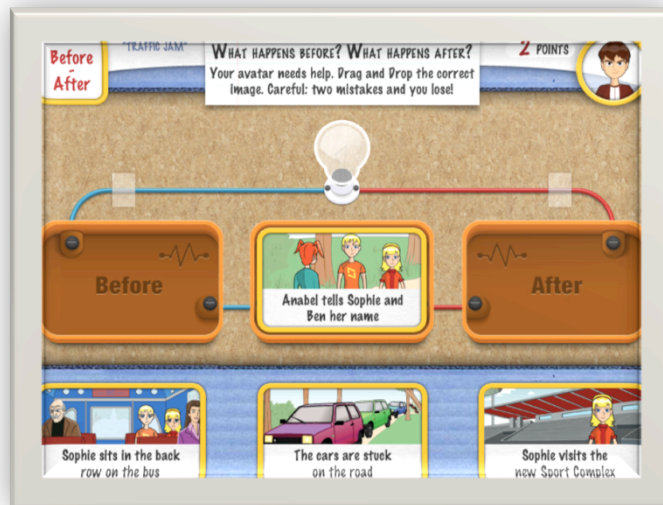 Before
-
After
"TRAFFIC JAM"
WHAT HAPPENS BEFORE? WHAT HAPPENS AFTER?
Your avatar needs help. Drag and Drop the correct
image. Careful: two mistakes and you lose!
2 POINTS
Before
Anabel tells Sophie and
Ben her name
After
Sophie sits in the back
row on the bus
The cars are stuck
on the road
Sophie visits the
new Sport Complex